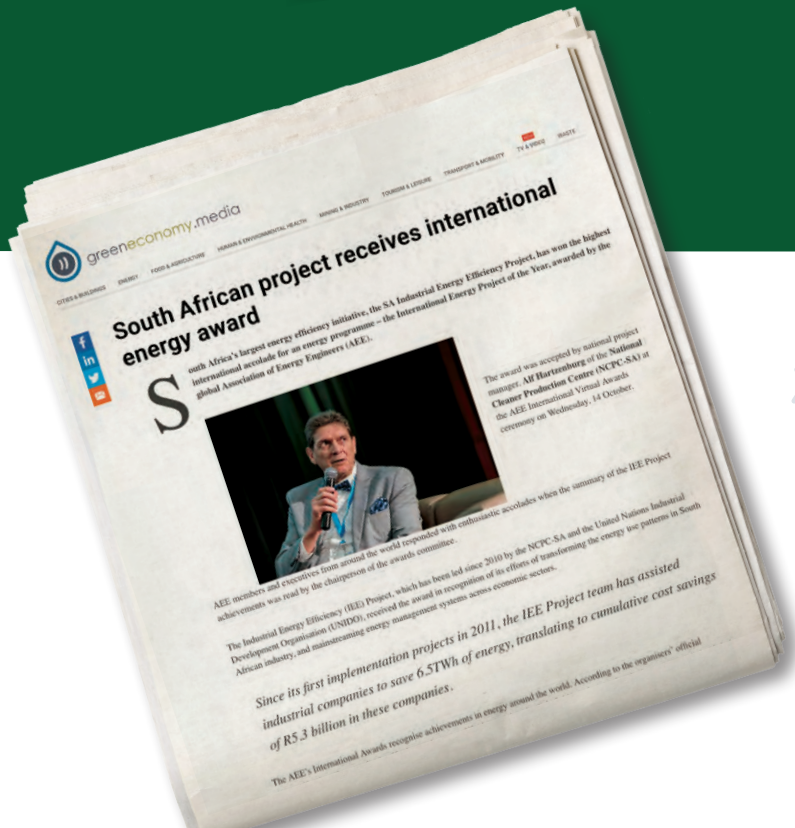 greeneconomy.media
CITIES & BUILDINGS ENERGY FOOD & AGRICULTURE HUMAN & ENVIRONMENTAL HEALTH MINING & INDUSTRY TOURISM & LEISURE TRANSPORT & MOBILITY TV & VIDEO WASTE
South African project receives international
energy award
South Africa's largest energy efficiency initiative, the SA Industrial Energy Efficiency Project, has won the highest
international accolade for an energy programme – the International Energy Project of the Year, awarded by the
global Association of Energy Engineers (AEE).
The award was accepted by national project
manager, Alf Hartzenburg of the National
Cleaner Production Centre (NCPC-SA) at
the AEE International Virtual Awards
ceremony on Wednesday, 14 October.
AEE members and executives from around the world responded with enthusiastic accolades when the summary of the IEE Project
achievements was read by the chairperson of the awards committee.
The Industrial Energy Efficiency (IEE) Project, which has been led since 2010 by the NCPC-SA and the United Nations Industrial
Development Organisation (UNIDO), received the award in recognition of its efforts of transforming the energy use patterns in South
African industry, and mainstreaming energy management systems across economic sectors.
Since its first implementation projects in 2011, the IEE Project team has assisted
industrial companies to save 6.5TWh of energy, translating to cumulative cost savings
of R5.3 billion in these companies.
The AEE's International Awards recognise achievements in energy around the world. According to the organisers' official